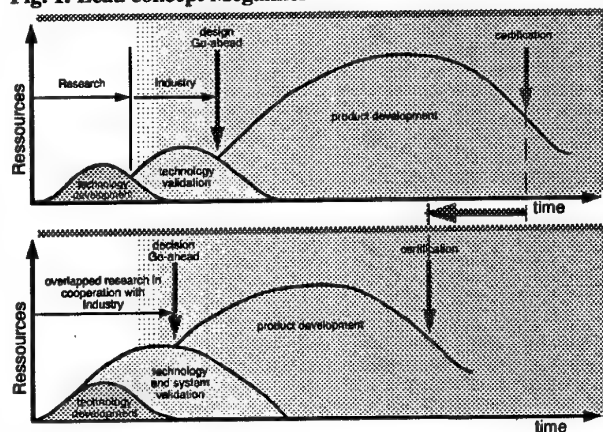 Fig. 1. Lead concept
design
Go-ahead
certification
Research
Industry
product development
technology
validation
technology
development
Ressources
time
decision
Go-ahead
certification
overlapped research in
cooperation with
Industry
product development
technology
and system
validation
technology
development
Ressources
time